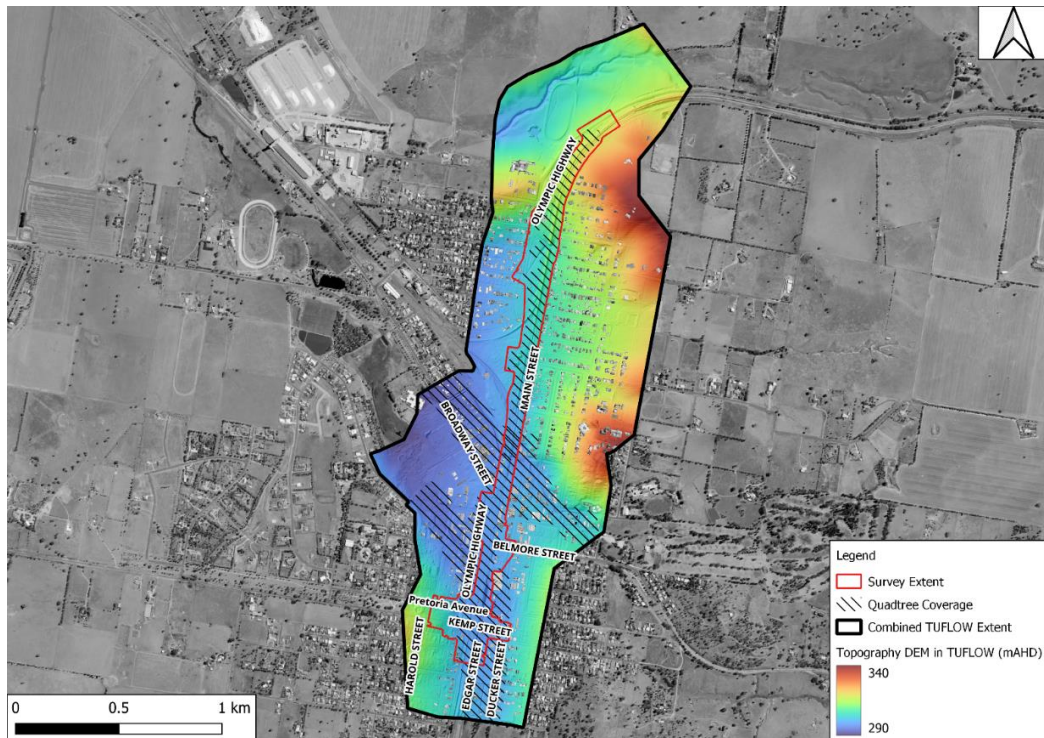 OLYMPIC HIGHWAY
MAIN STREET
BROADWAY STREET
OLYMPIC HIGHWAY
BELMORE STREET
Pretoria Avenue
KEMP STREET
HAROLD STREET
EDGAR STREET
DUCKER STREET
Legend
Survey Extent
Quadtree Coverage
Combined TUFLOW Extent
Topography DEM in TUFLOW (mAHD)
340
290
0 0.5 1 km